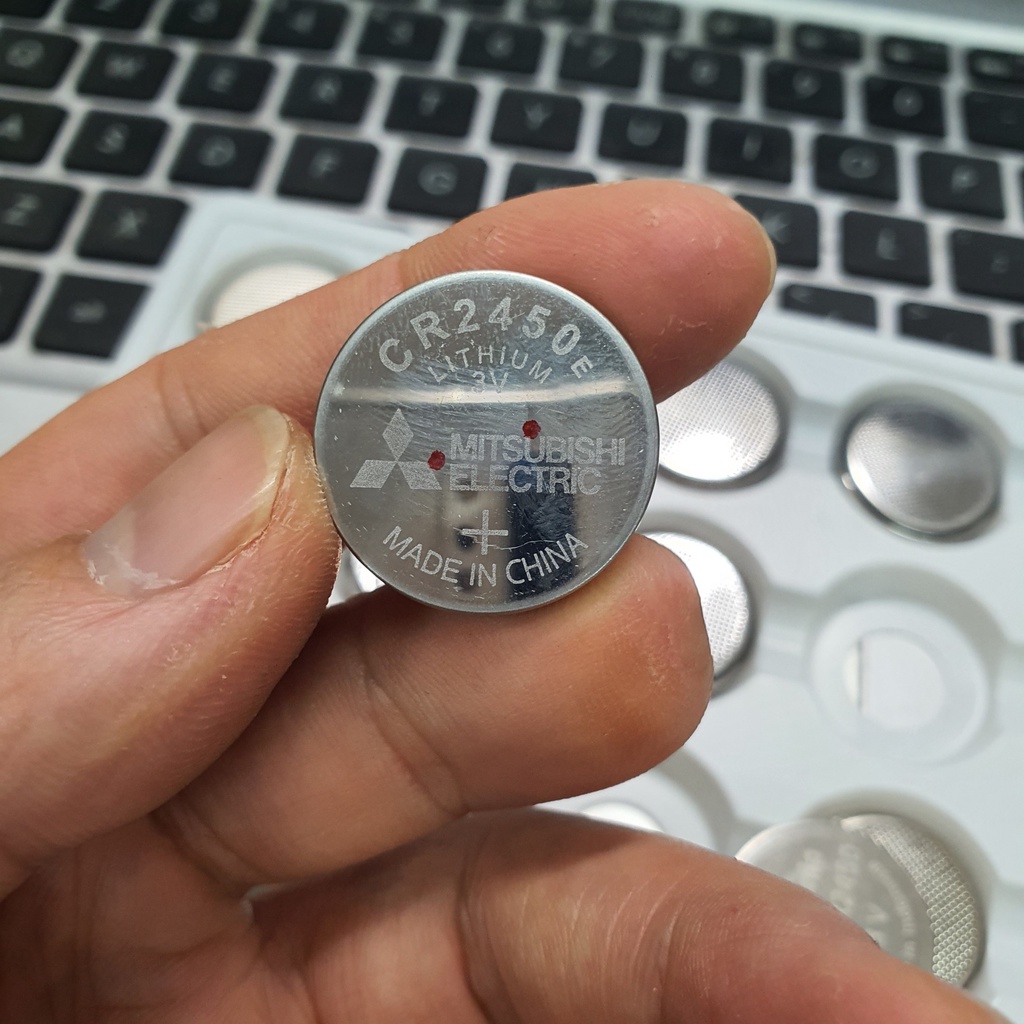 CR2450E
LITHIUM
3V
MITSUBISHI
ELECTRIC
+
MADE IN CHINA
Q W E R T Y U I O P
A S D F G K L
Z X